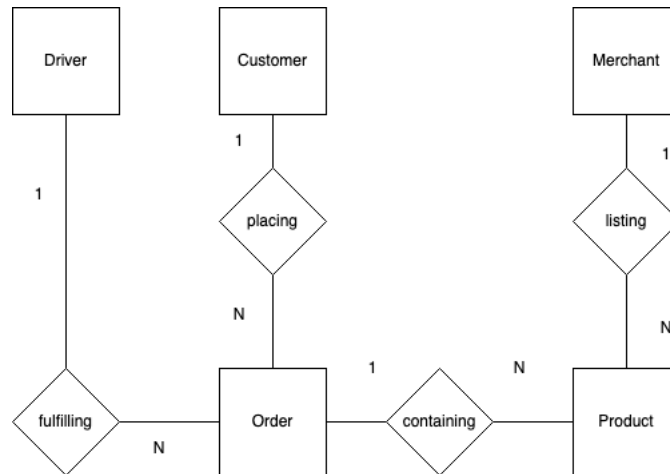 Driver
Customer
Merchant
1
1
1
placing
listing
N
N
1
N
fulfilling
Order
containing
Product
N